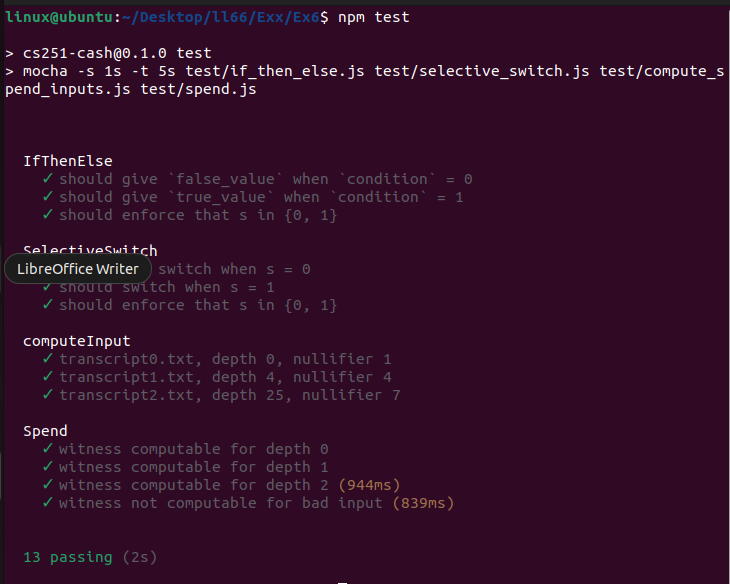 linux@ubuntu:~/Desktop/ll66/Exx/Ex6$ npm test
> cs251-cash@0.1.0 test
> mocha -s 1s -t 5s test/if_then_else.js test/selective_switch.js test/compute_s
pend_inputs.js test/spend.js
IfThenElse
✓ should give `false_value` when `condition` = 0
✓ should give `true_value` when `condition` = 1
✓ should enforce that s in {0, 1}
SelectiveSwitch
LibreOffice Writer switch when s = 0
✓ should switch when s = 1
✓ should enforce that s in {0, 1}
computeInput
✓ transcript0.txt, depth 0, nullifier 1
✓ transcript1.txt, depth 4, nullifier 4
✓ transcript2.txt, depth 25, nullifier 7
Spend
✓ witness computable for depth 0
✓ witness computable for depth 1
✓ witness computable for depth 2 (944ms)
✓ witness not computable for bad input (839ms)
13 passing (2s)